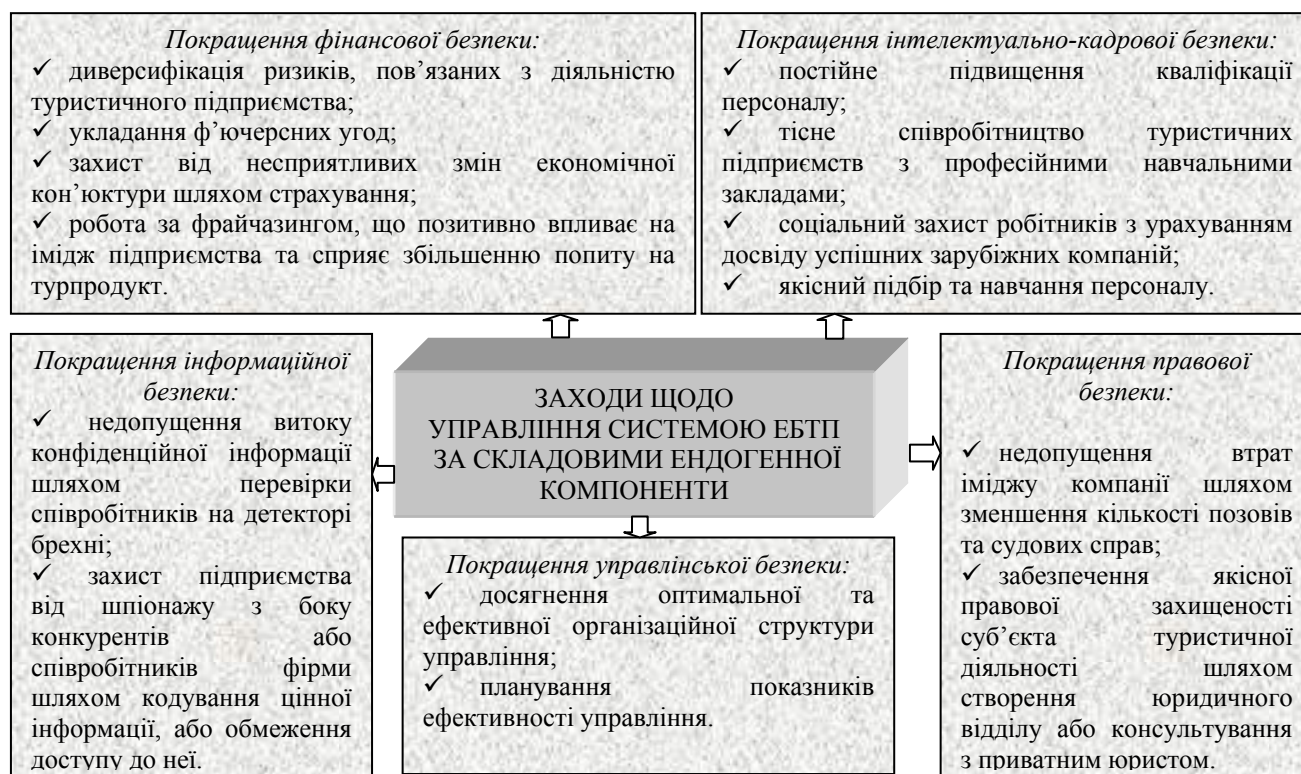 Покращення фінансової безпеки:
✓ диверсифікація ризиків, пов’язаних з діяльністю
туристичного підприємства;
✓ укладання ф’ючерсних угод;
✓ захист від несприятливих змін економічної
кон’юктури шляхом страхування;
✓ робота за фрайчазингом, що позитивно впливає на
імідж підприємства та сприяє збільшенню попиту на
турпродукт.
Покращення інтелектуально-кадрової безпеки:
✓ постійне підвищення кваліфікації
персоналу;
✓ тісне співробітництво туристичних
підприємств з професійними навчальними
закладами;
✓ соціальний захист робітників з урахуванням
досвіду успішних зарубіжних компаній;
✓ якісний підбір та навчання персоналу.
Покращення інформаційної
безпеки:
✓ недопущення витоку
конфіденційної інформації
шляхом перевірки
співробітників на детекторі
брехні;
✓ захист підприємства
від шпіонажу з боку
конкурентів або
співробітників фірми
шляхом кодування цінної
інформації, або обмеження
доступу до неї.
ЗАХОДИ ЩОДО
УПРАВЛІННЯ СИСТЕМОЮ ЕБТП
ЗА СКЛАДОВИМИ ЕНДОГЕННОЇ
КОМПОНЕНТИ
Покращення управлінської безпеки:
✓ досягнення оптимальної та
ефективної організаційної структури
управління;
✓ планування показників
ефективності управління.
Покращення правової
безпеки:
✓ недопущення втрат
іміджу компанії шляхом
зменшення кількості позовів
та судових справ;
✓ забезпечення якісної
правової захищеності
суб’єкта туристичної
діяльності шляхом
створення юридичного
відділу або консультування
з приватним юристом.